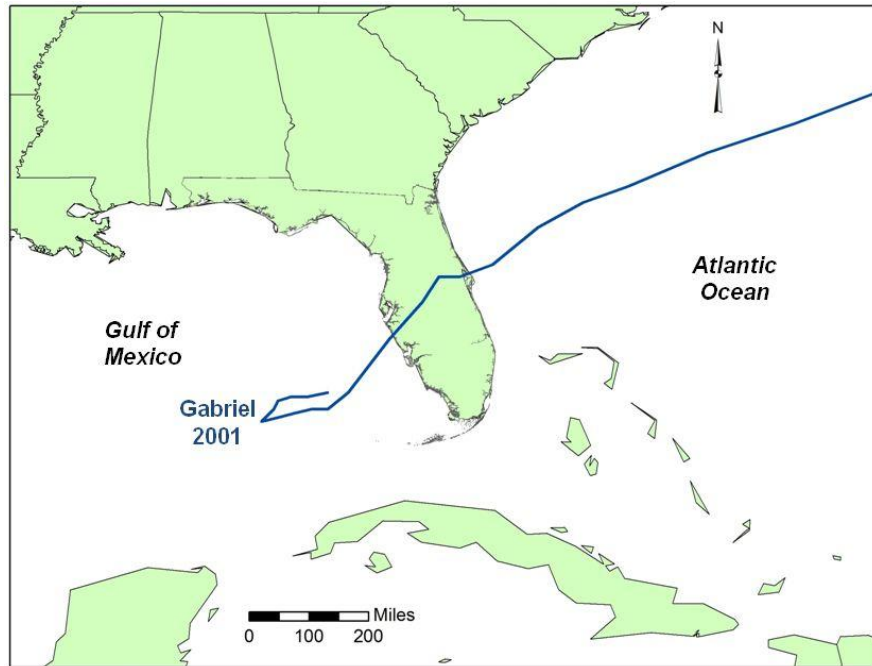 N
Atlantic
Ocean
Gulf of
Mexico
Gabriel
2001
Miles
0 100 200